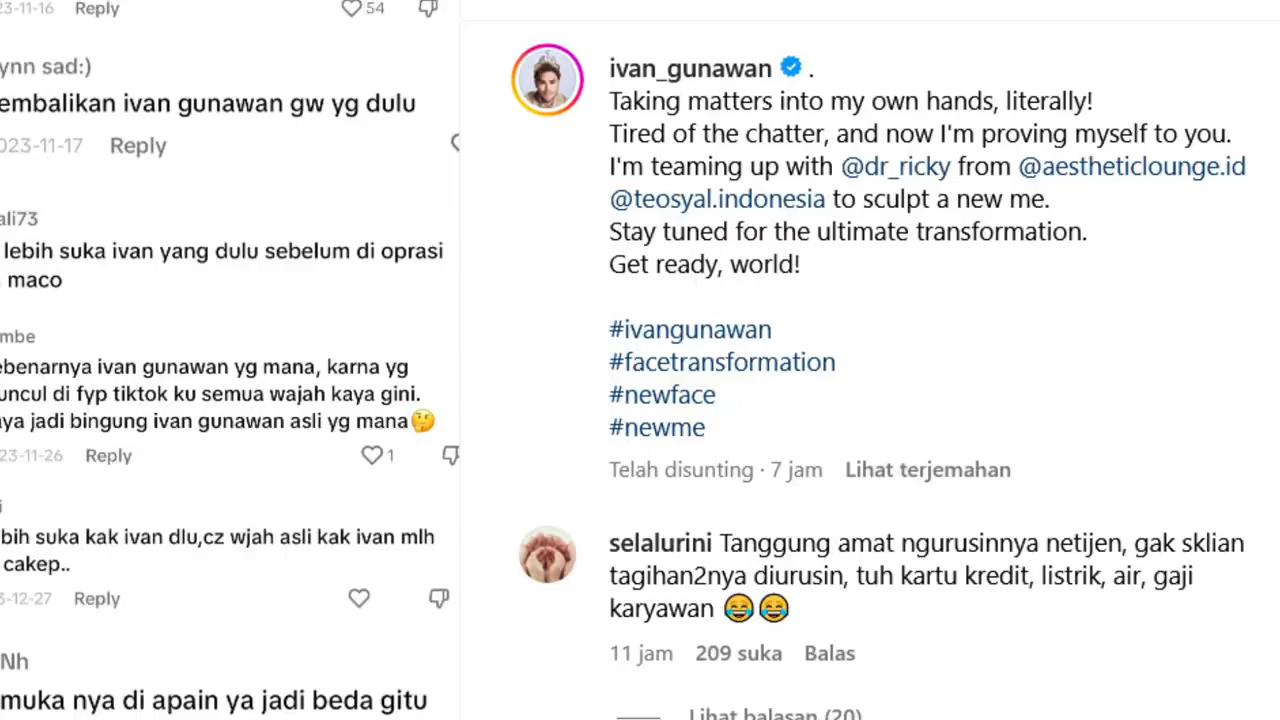 23-11-16 Reply 54
ynn sad:)
embalikan ivan gunawan gw yg dulu
023-11-17 Reply
ali73
lebih suka ivan yang dulu sebelum di oprasi
maco
mbe
ebenarnya ivan gunawan yg mana, karna yg
uncul di fyp tiktok ku semua wajah kaya gini.
aya jadi bingung ivan gunawan asli yg mana🤔
23-11-26 Reply 1
i
bih suka kak ivan dlu,cz wjah asli kak ivan mlh
cakep..
3-12-27 Reply
Nh
muka nya di apain ya jadi beda gitu
ivan_gunawan .
Taking matters into my own hands, literally!
Tired of the chatter, and now I'm proving myself to you.
I'm teaming up with @dr_ricky from @aestheticlounge.id
@teosyal.indonesia to sculpt a new me.
Stay tuned for the ultimate transformation.
Get ready, world!
#ivangunawan
#facetransformation
#newface
#newme
Telah disunting · 7 jam Lihat terjemahan
selalurini Tanggung amat ngurusinnya netijen, gak sklian
tagihan2nya diurusin, tuh kartu kredit, listrik, air, gaji
karyawan 😂😂
11 jam 209 suka Balas
Lihat balasan (20)